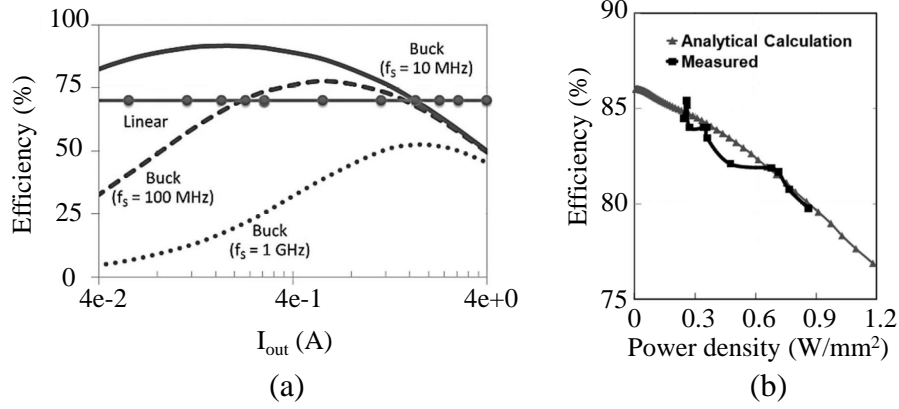 100
75
50
25
0
Efficiency (%)
Buck
(fₛ = 10 MHz)
Linear
Buck
(fₛ = 100 MHz)
Buck
(fₛ = 1 GHz)
4e-2
4e-1
4e+0
I_out (A)
(a)
90
85
80
75
Efficiency (%)
Analytical Calculation
Measured
0
0.3
0.6
0.9
1.2
Power density (W/mm²)
(b)